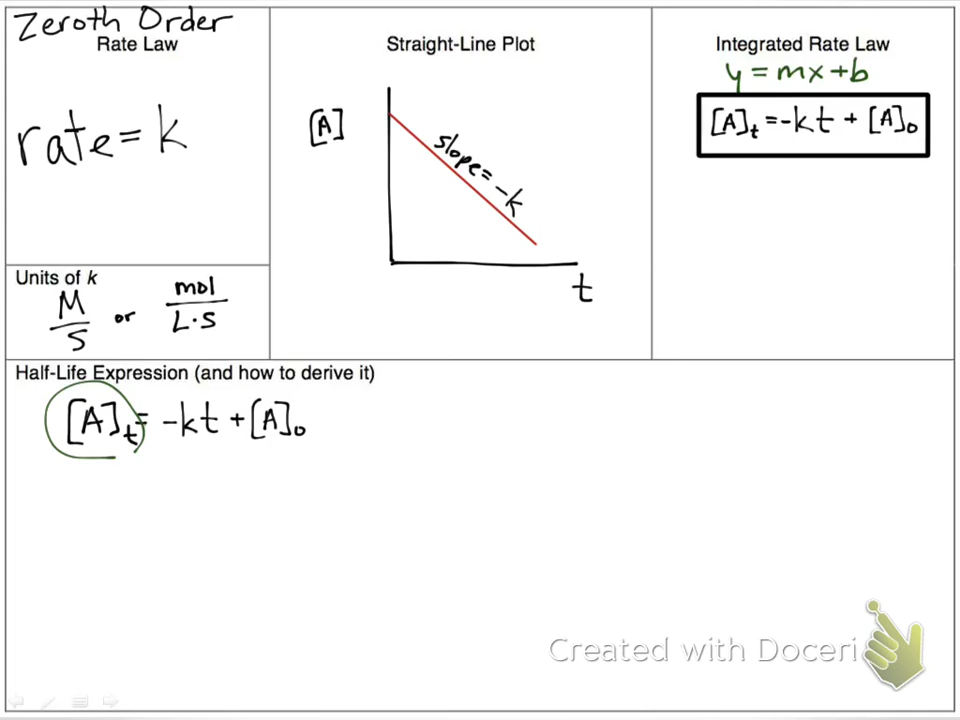 Zeroth Order
Rate Law
rate = k
Units of k
M/S or mol/L·S
Straight-Line Plot
[A]
slope = -k
t
Integrated Rate Law
y = mx + b
[A]t = -kt + [A]0
Half-Life Expression (and how to derive it)
[A]t = -kt + [A]0
Created with Doceri